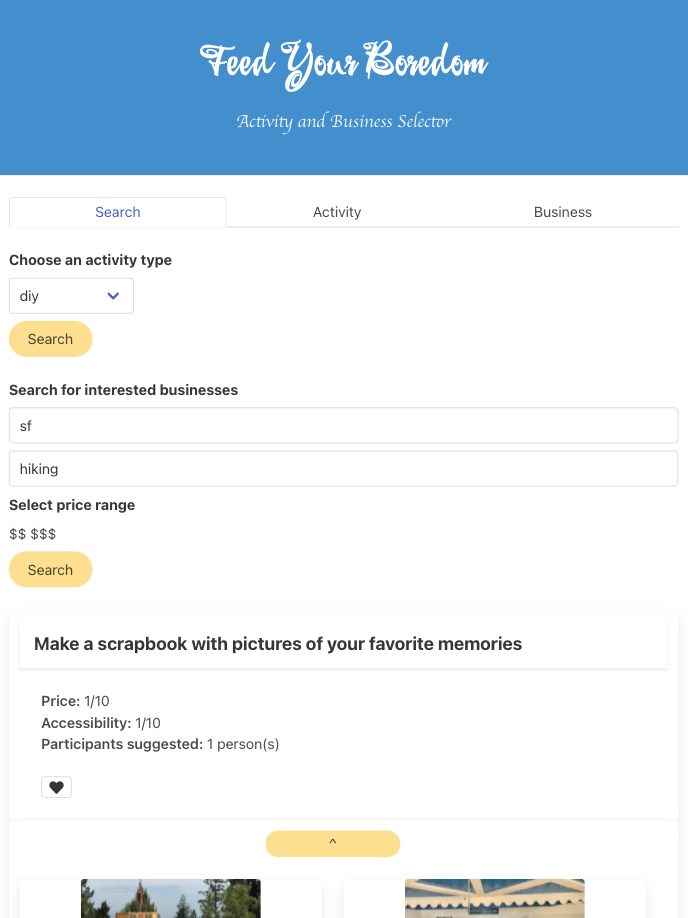 Feed Your Boredom
Activity and Business Selector
Search Activity Business
Choose an activity type
diy
Search
Search for interested businesses
sf
hiking
Select price range
$$ $$$
Search
Make a scrapbook with pictures of your favorite memories
Price: 1/10
Accessibility: 1/10
Participants suggested: 1 person(s)
^